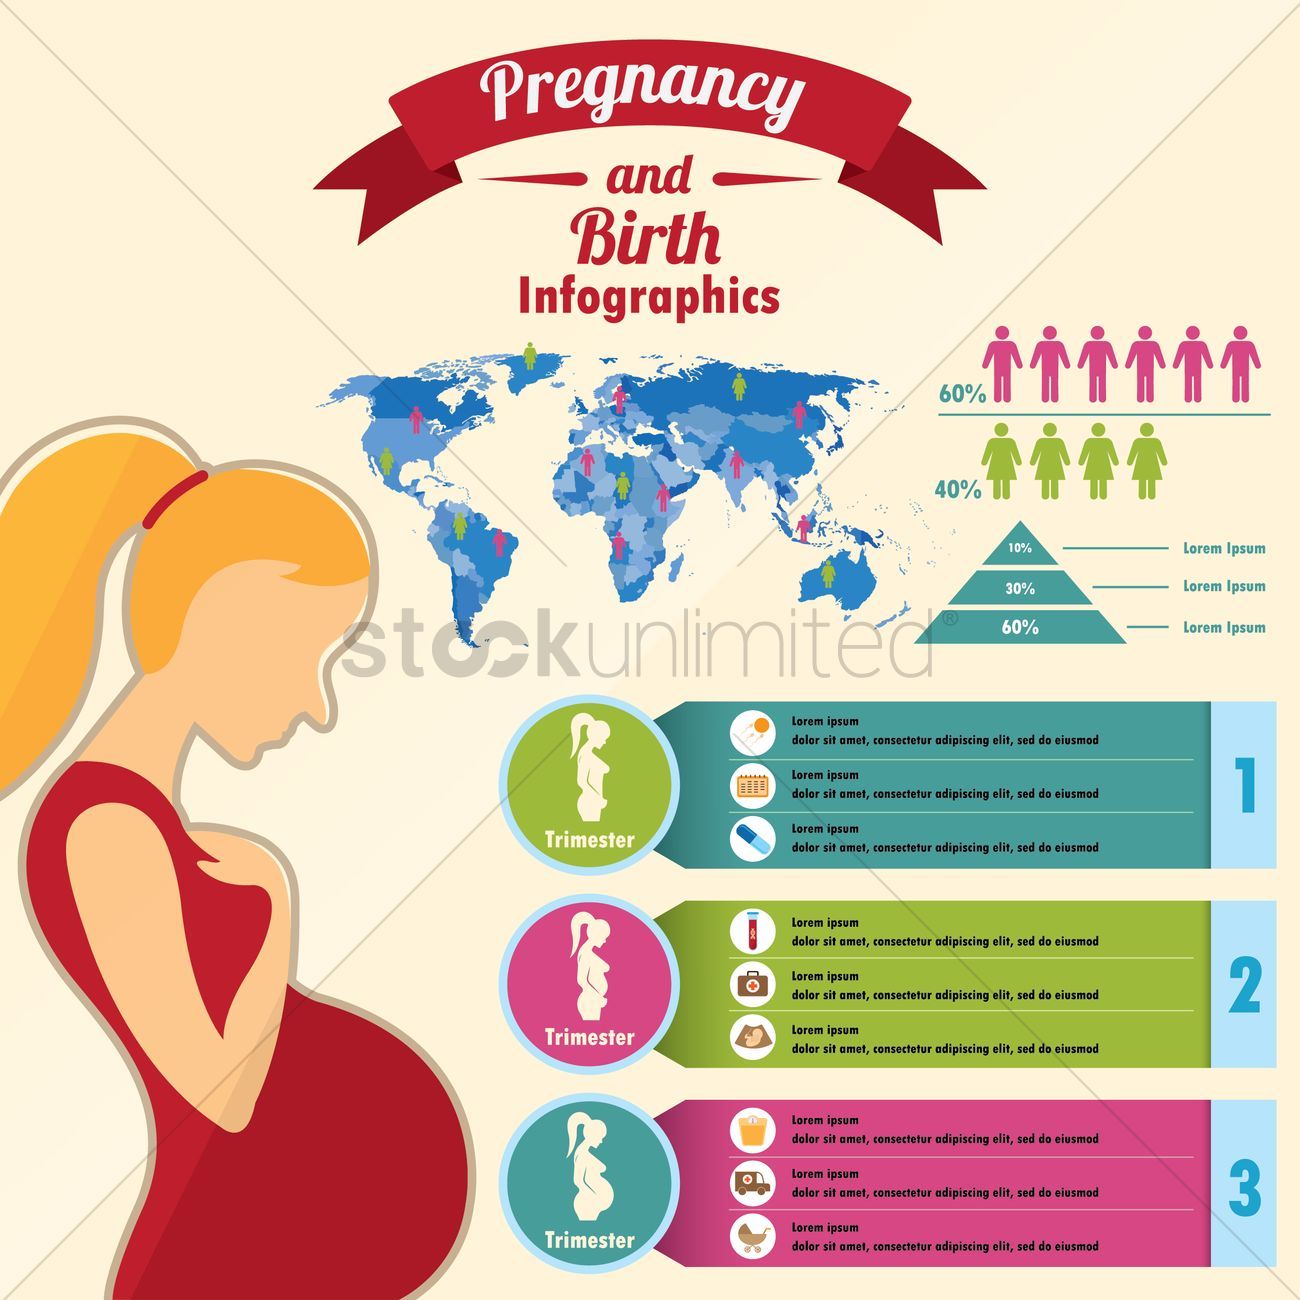 Pregnancy
and
Birth
Infographics
60%
40%
10% Lorem Ipsum
30% Lorem Ipsum
60% Lorem Ipsum
stockunlimited®
Trimester
Lorem ipsum
dolor sit amet, consectetur adipiscing elit, sed do eiusmod
Lorem ipsum
dolor sit amet, consectetur adipiscing elit, sed do eiusmod
Lorem ipsum
dolor sit amet, consectetur adipiscing elit, sed do eiusmod
1
Trimester
Lorem ipsum
dolor sit amet, consectetur adipiscing elit, sed do eiusmod
Lorem ipsum
dolor sit amet, consectetur adipiscing elit, sed do eiusmod
Lorem ipsum
dolor sit amet, consectetur adipiscing elit, sed do eiusmod
2
Trimester
Lorem ipsum
dolor sit amet, consectetur adipiscing elit, sed do eiusmod
Lorem ipsum
dolor sit amet, consectetur adipiscing elit, sed do eiusmod
Lorem ipsum
dolor sit amet, consectetur adipiscing elit, sed do eiusmod
3